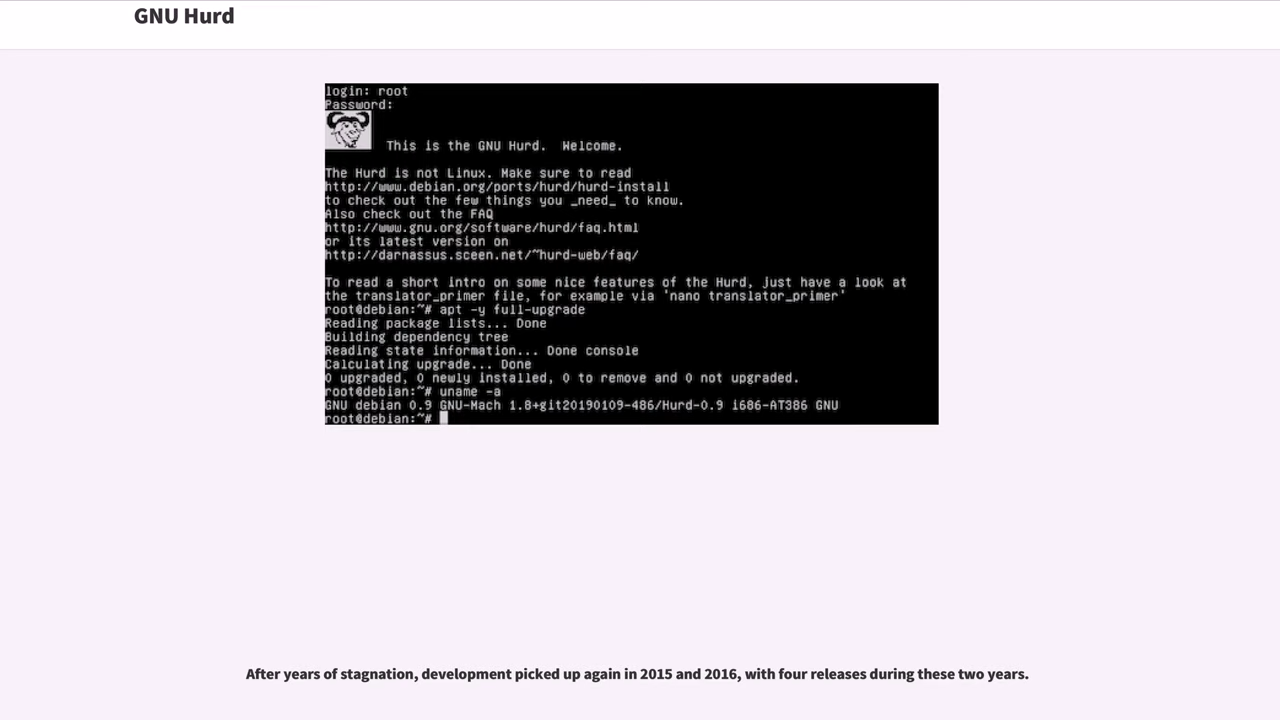 GNU Hurd
login: root
Password:
This is the GNU Hurd.  Welcome.
The Hurd is not Linux. Make sure to read
http://www.debian.org/ports/hurd/hurd-install
to check out the few things you _need_ to know.
Also check out the FAQ
http://www.gnu.org/software/hurd/faq.html
or its latest version on
http://darnassus.sceen.net/~hurd-web/faq/
To read a short intro on some nice features of the Hurd, just have a look at
the translator_primer file, for example via 'nano translator_primer'
root@debian:~# apt -y full-upgrade
Reading package lists... Done
Building dependency tree
Reading state information... Done console
Calculating upgrade... Done
0 upgraded, 0 newly installed, 0 to remove and 0 not upgraded.
root@debian:~# uname -a
GNU debian 0.9 GNU-Mach 1.8+git20190109-486/Hurd-0.9 i686-AT386 GNU
root@debian:~#
After years of stagnation, development picked up again in 2015 and 2016, with four releases during these two years.